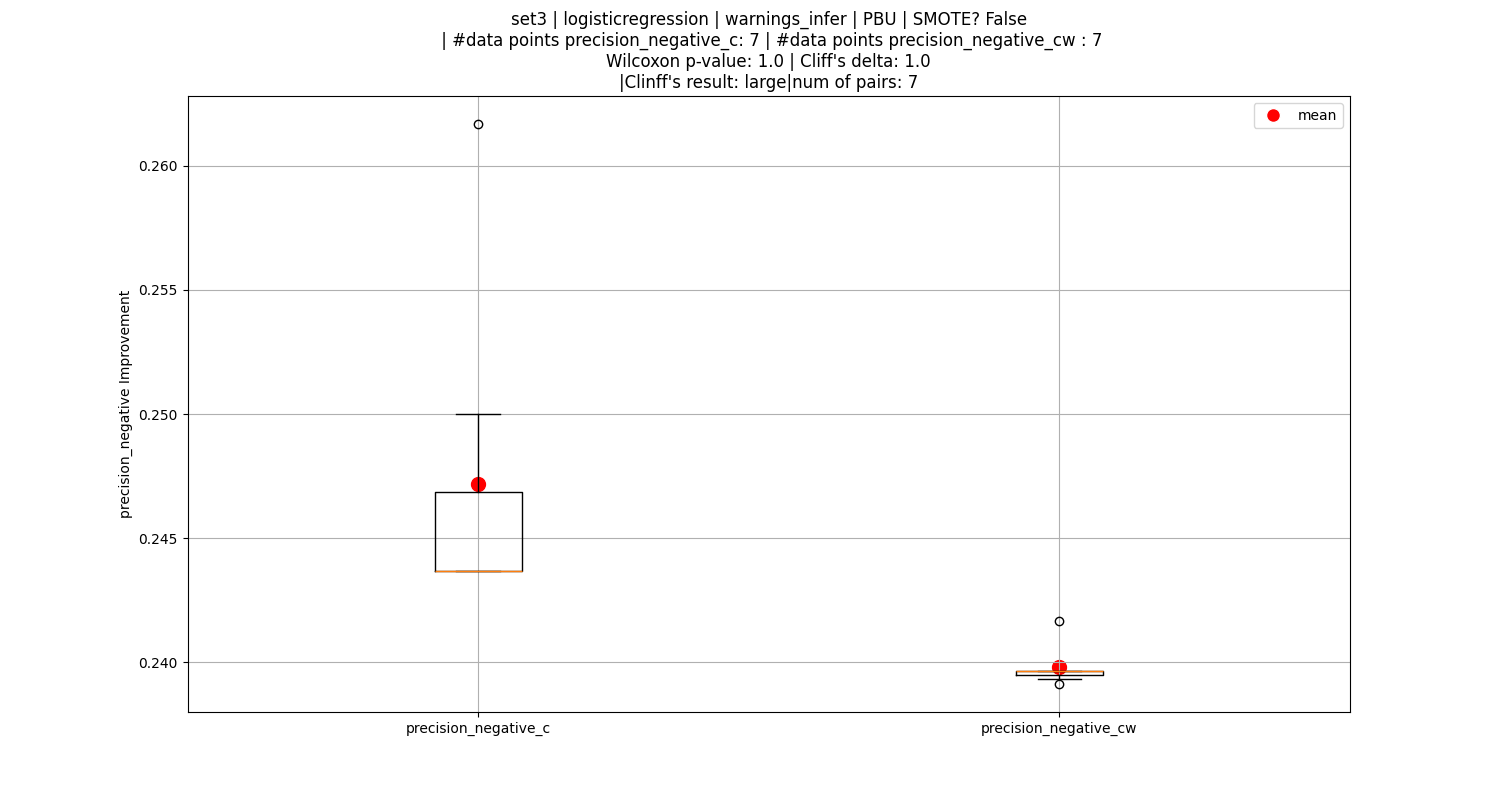 set3 | logisticregression | warnings_infer | PBU | SMOTE? False
| #data points precision_negative_c: 7 | #data points precision_negative_cw : 7
Wilcoxon p-value: 1.0 | Cliff's delta: 1.0
|Clinff's result: large|num of pairs: 7
mean
0.260
0.255
0.250
0.245
0.240
precision_negative Improvement
precision_negative_c
precision_negative_cw